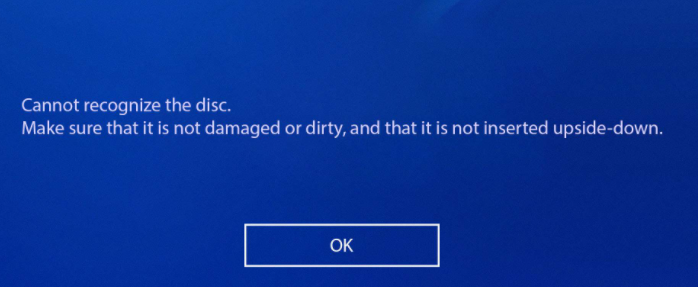 Cannot recognize the disc.
Make sure that it is not damaged or dirty, and that it is not inserted upside-down.
OK